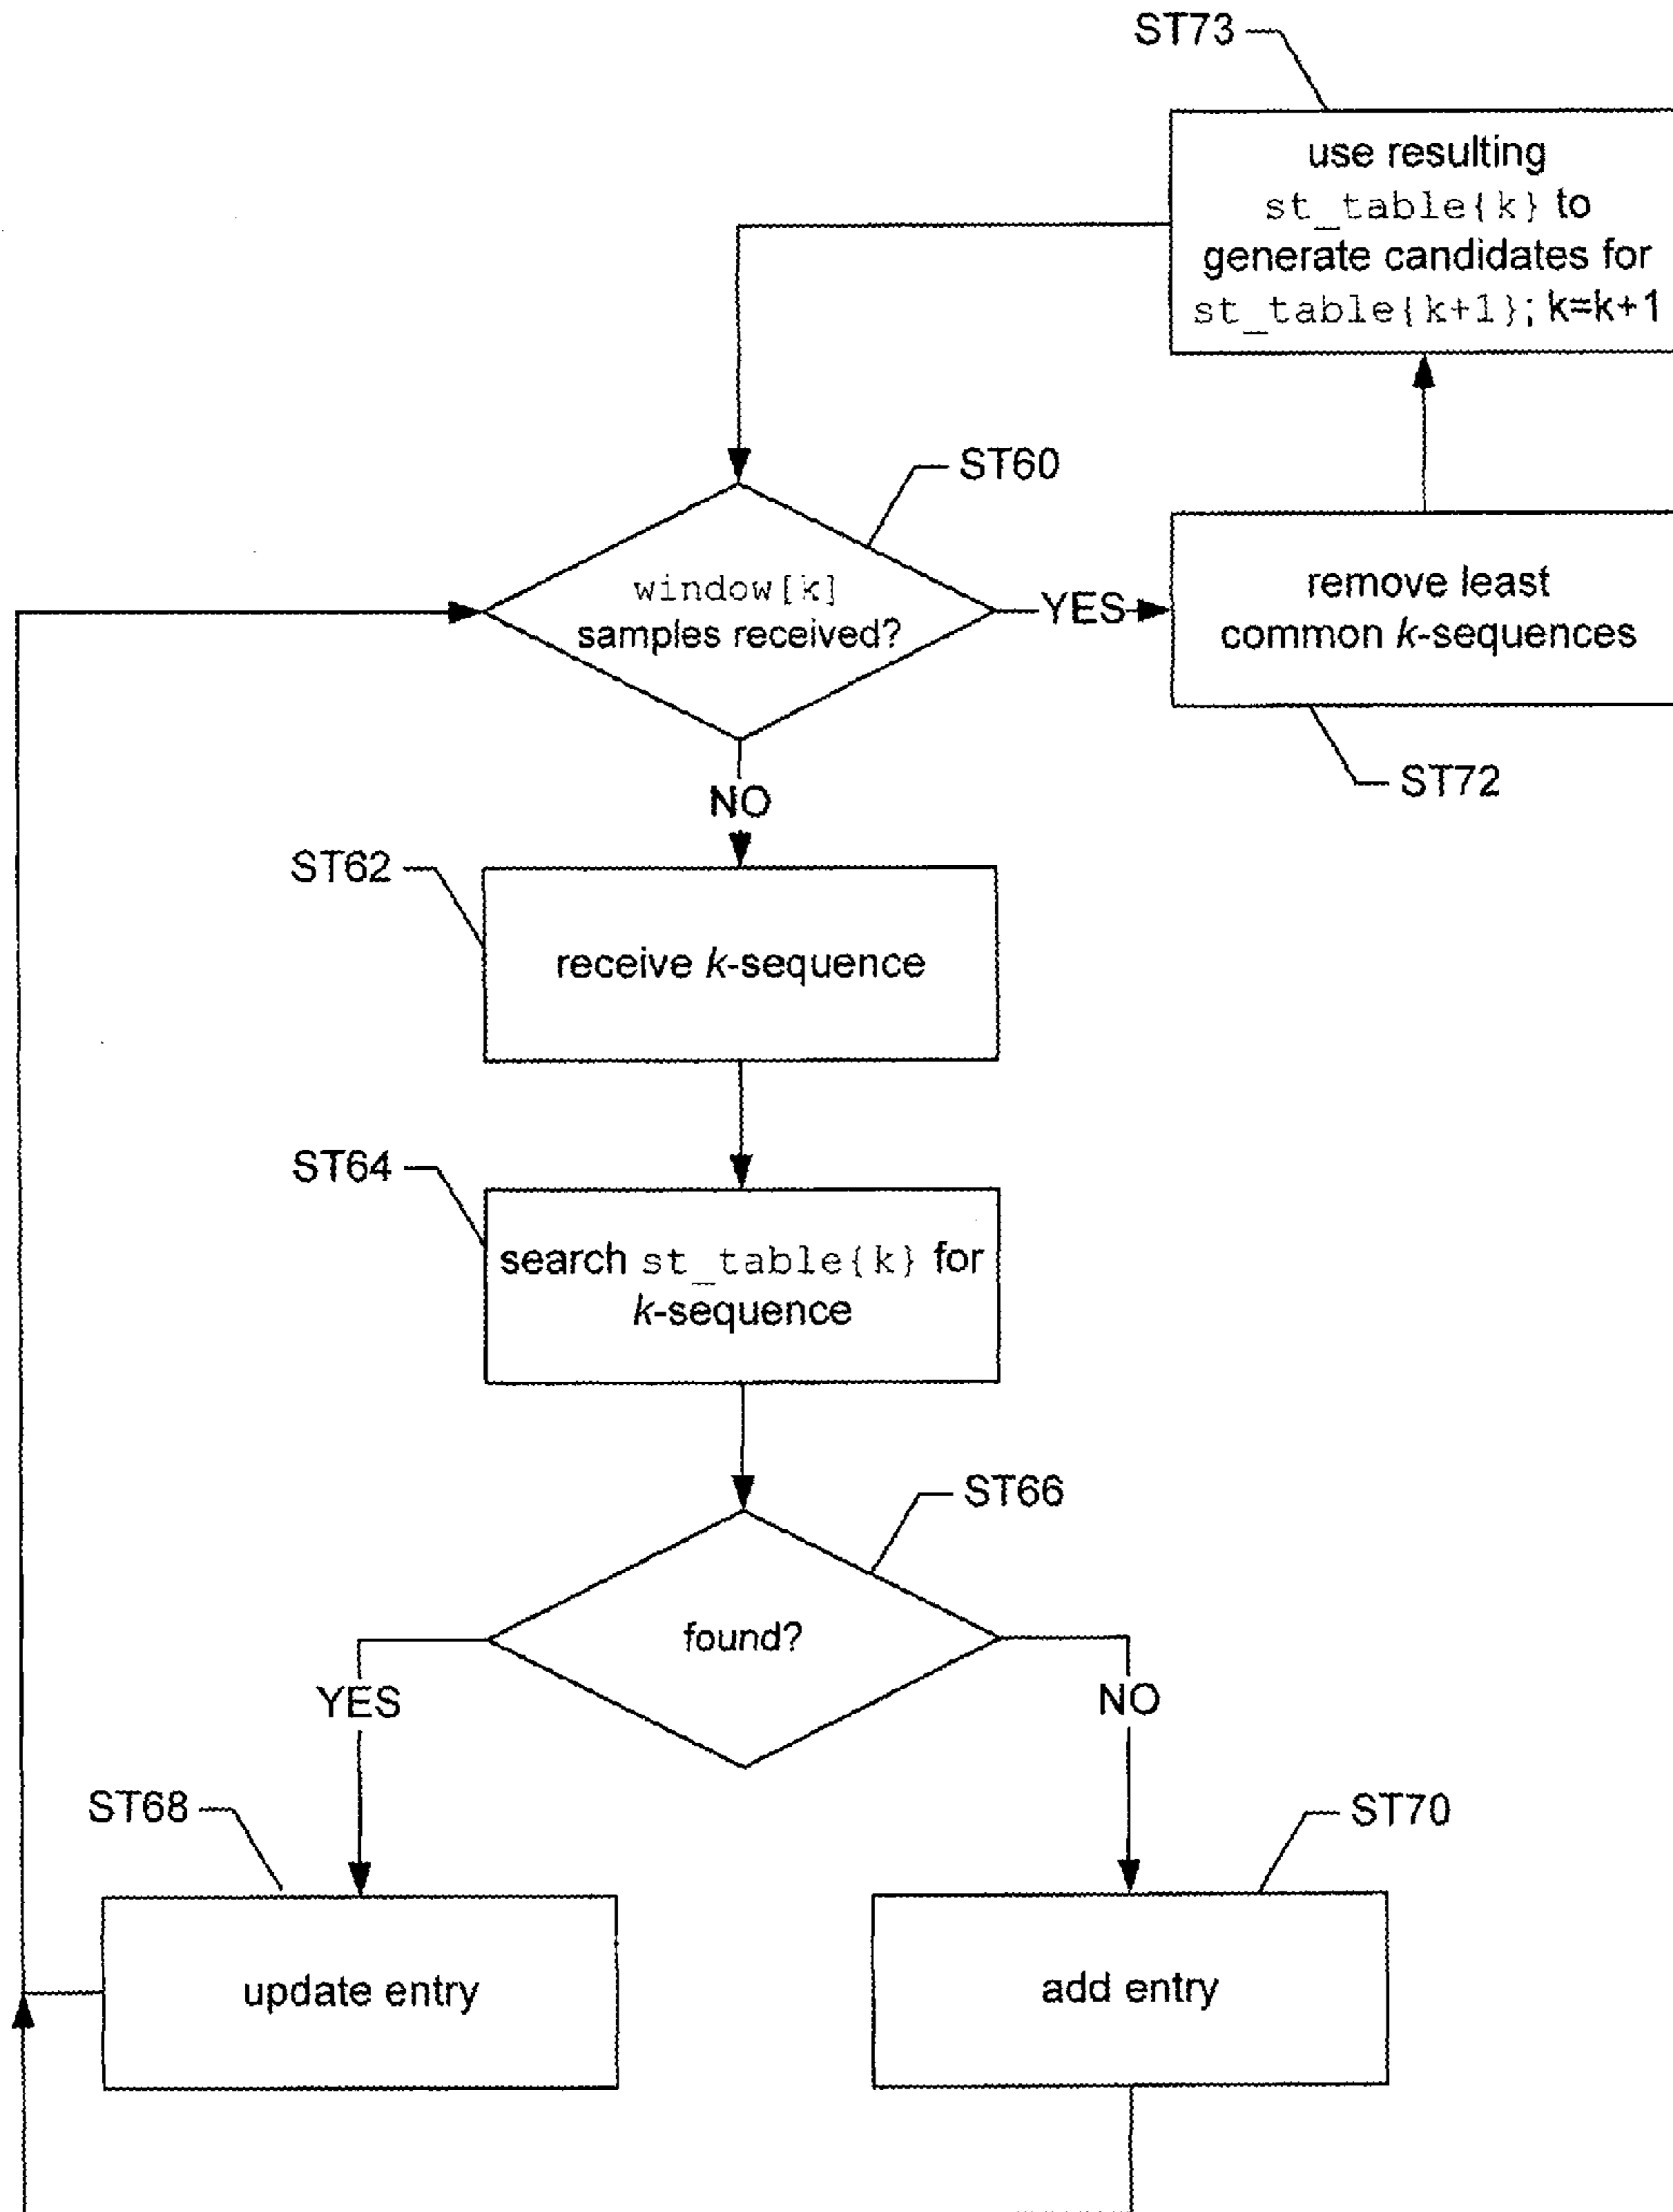 ST73
use resulting
st_table{k} to
generate candidates for
st_table{k+1}; k=k+1
ST60
window[k]
samples received?
YES
remove least
common k-sequences
ST72
NO
ST62
receive k-sequence
ST64
search st_table{k} for
k-sequence
ST66
found?
YES
NO
ST68
ST70
update entry
add entry